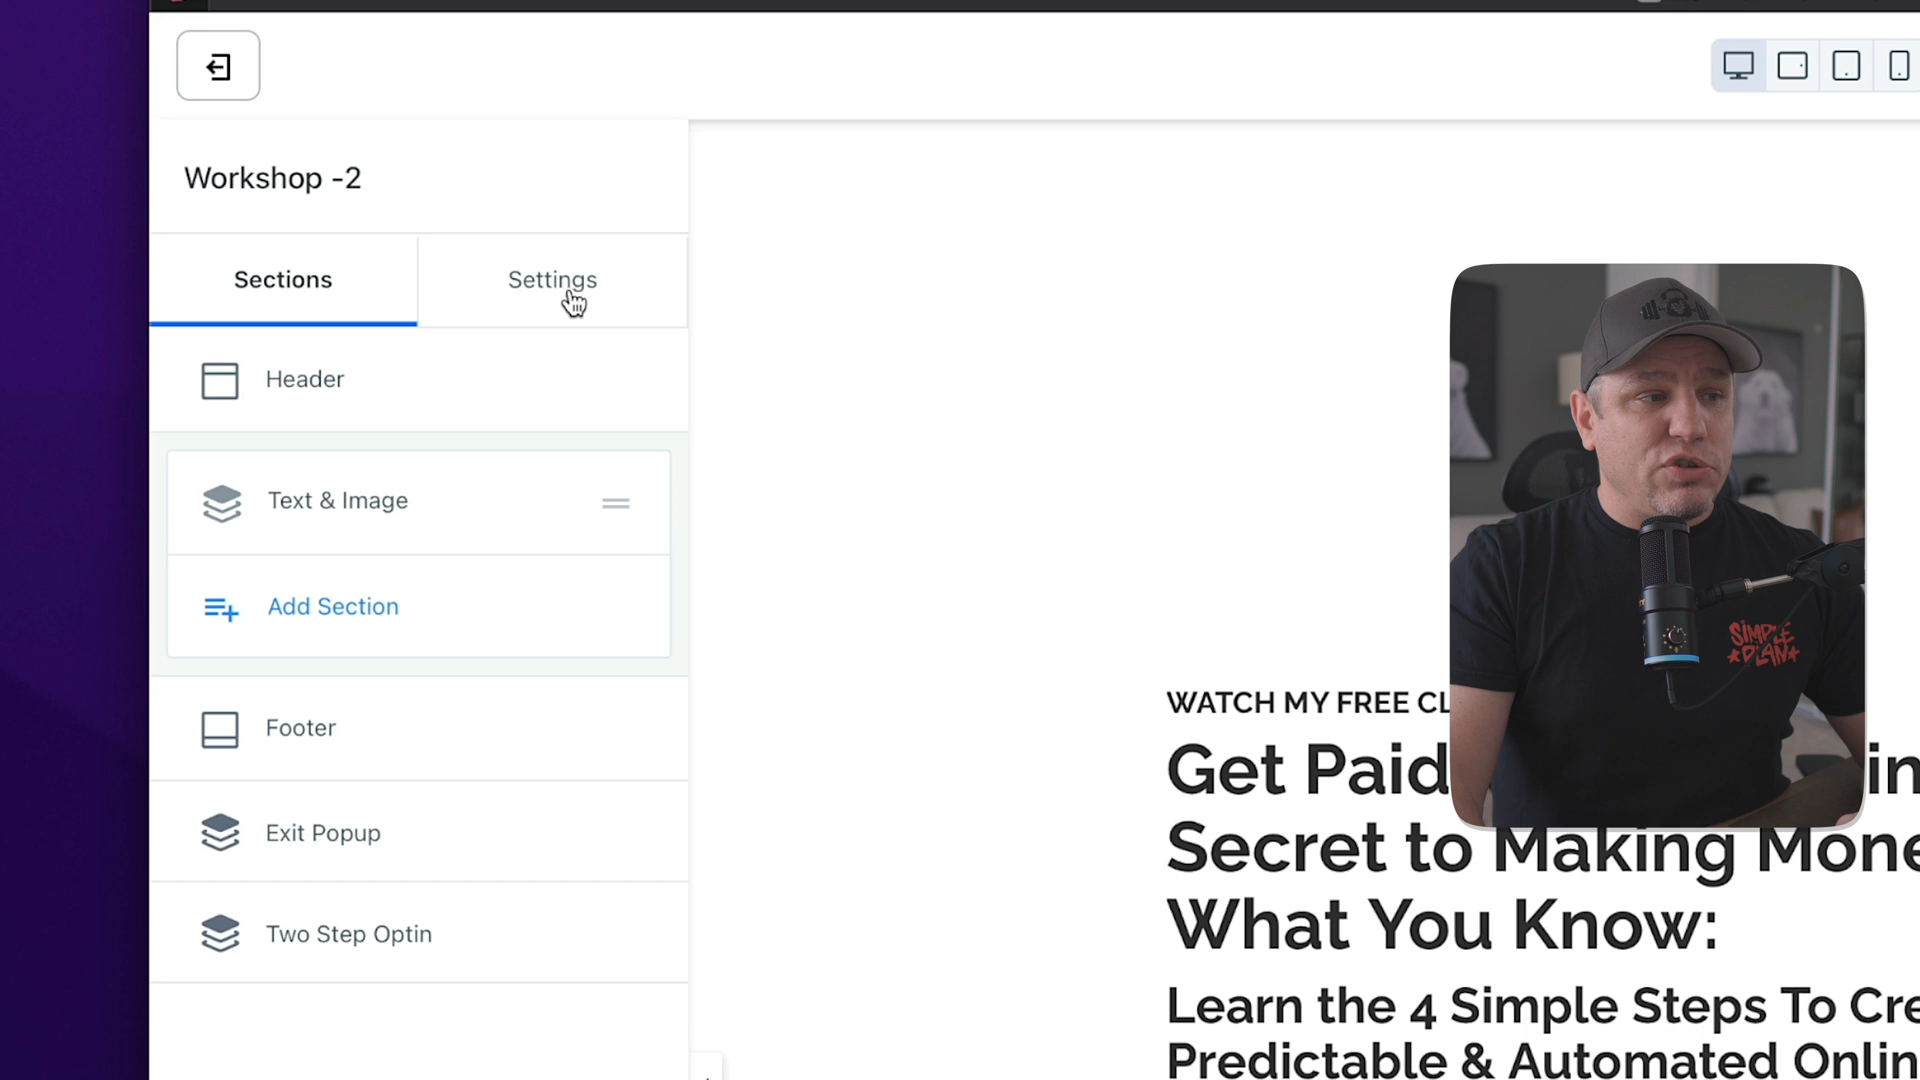 Workshop -2
Sections
Settings
Header
Text & Image
Add Section
Footer
Exit Popup
Two Step Optin
SIMPLE
PLAN
WATCH MY FREE CL
Get Paid in
Secret to Making Mone
What You Know:
Learn the 4 Simple Steps To Cre
Predictable & Automated Onlin